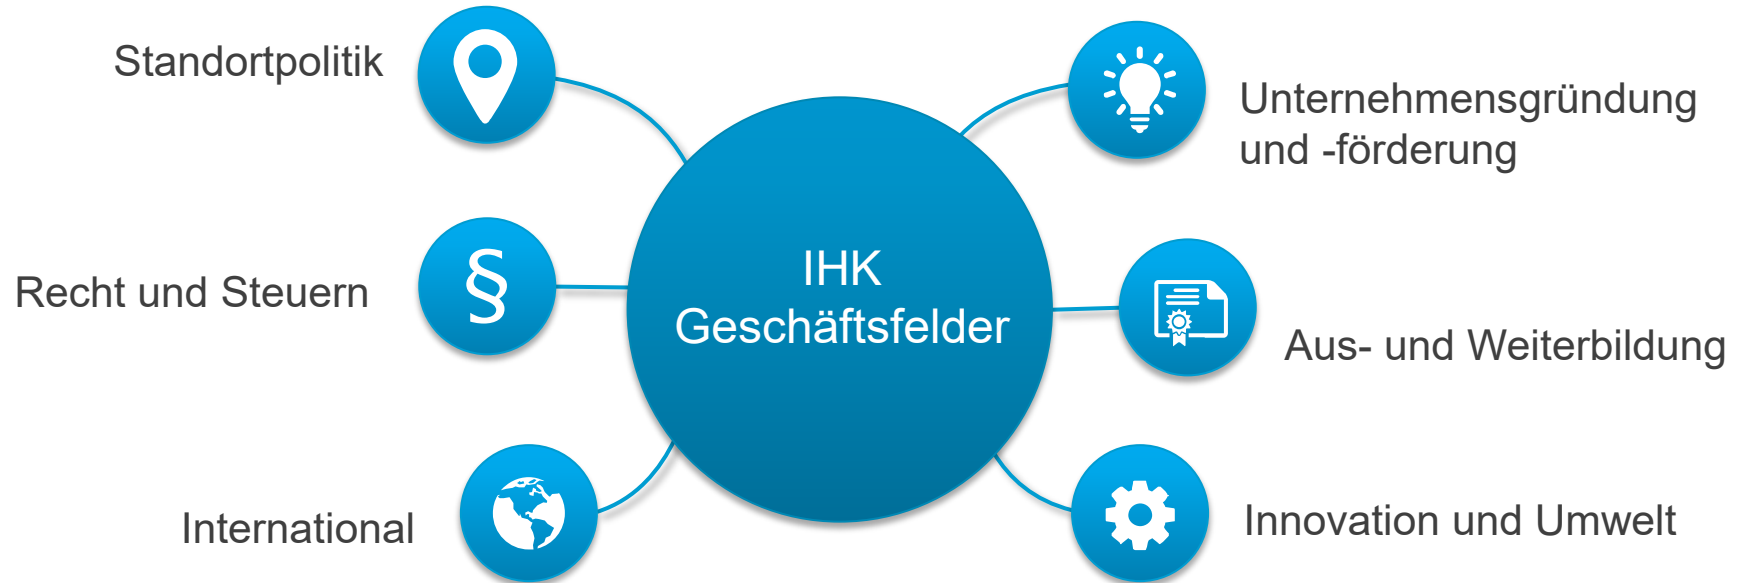 Standortpolitik
Unternehmensgründung
und -förderung
IHK
Geschäftsfelder
§
Recht und Steuern
Aus- und Weiterbildung
International
Innovation und Umwelt